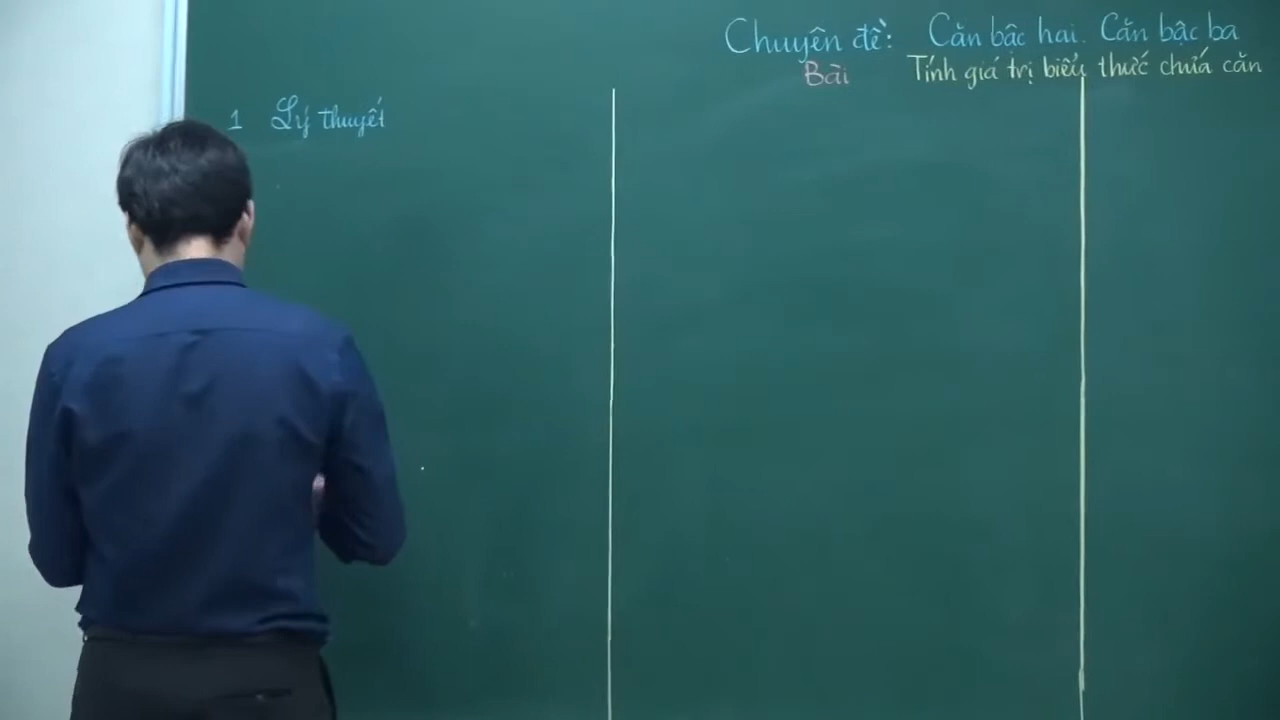 Chuyên đề: Căn bậc hai. Căn bậc ba
Bài Tính giá trị biểu thức chứa căn
1 Lý thuyết